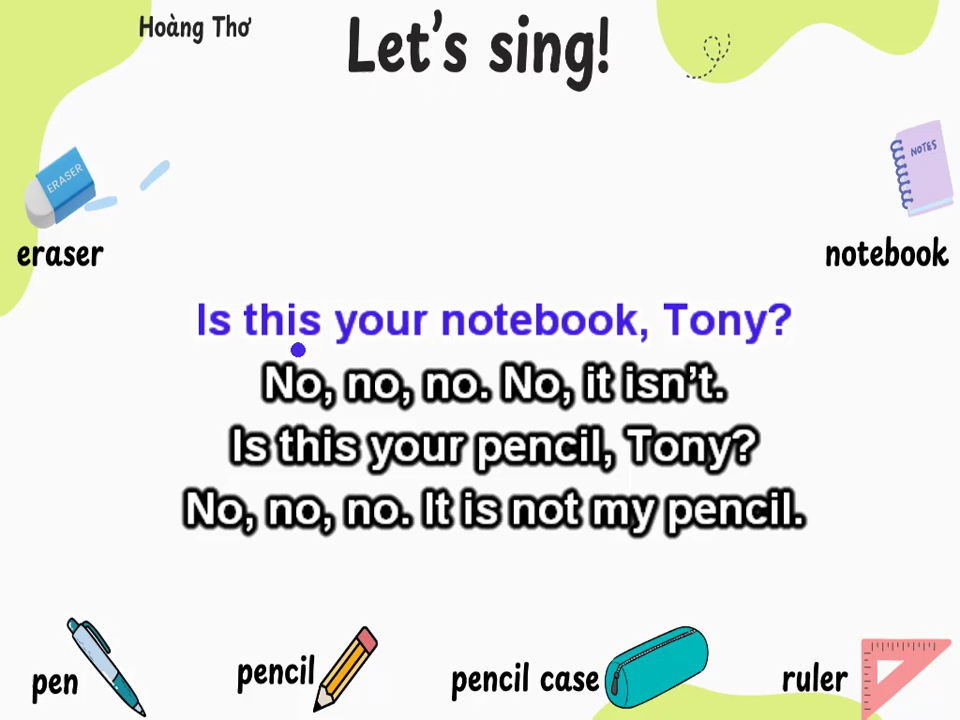 Hoàng Thơ
Let's sing!
ERASER
NOTES
eraser
notebook
Is this your notebook, Tony?
No, no, no. No, it isn't.
Is this your pencil, Tony?
No, no, no. It is not my pencil.
pen
pencil
pencil case
ruler